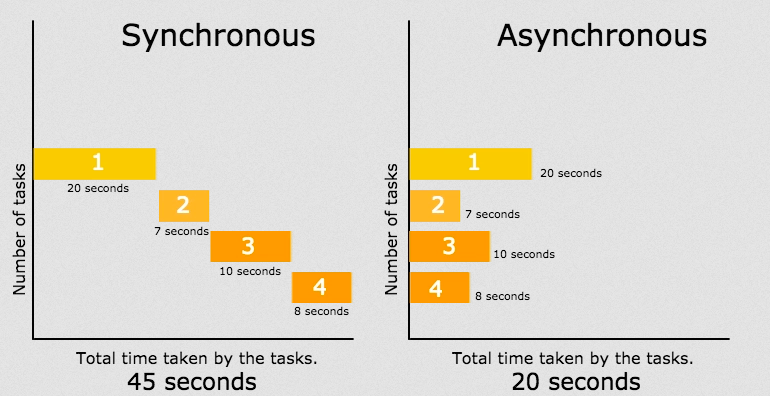 Synchronous
Number of tasks
1
20 seconds
2
7 seconds
3
10 seconds
4
8 seconds
Total time taken by the tasks.
45 seconds
Asynchronous
Number of tasks
1
20 seconds
2
7 seconds
3
10 seconds
4
8 seconds
Total time taken by the tasks.
20 seconds